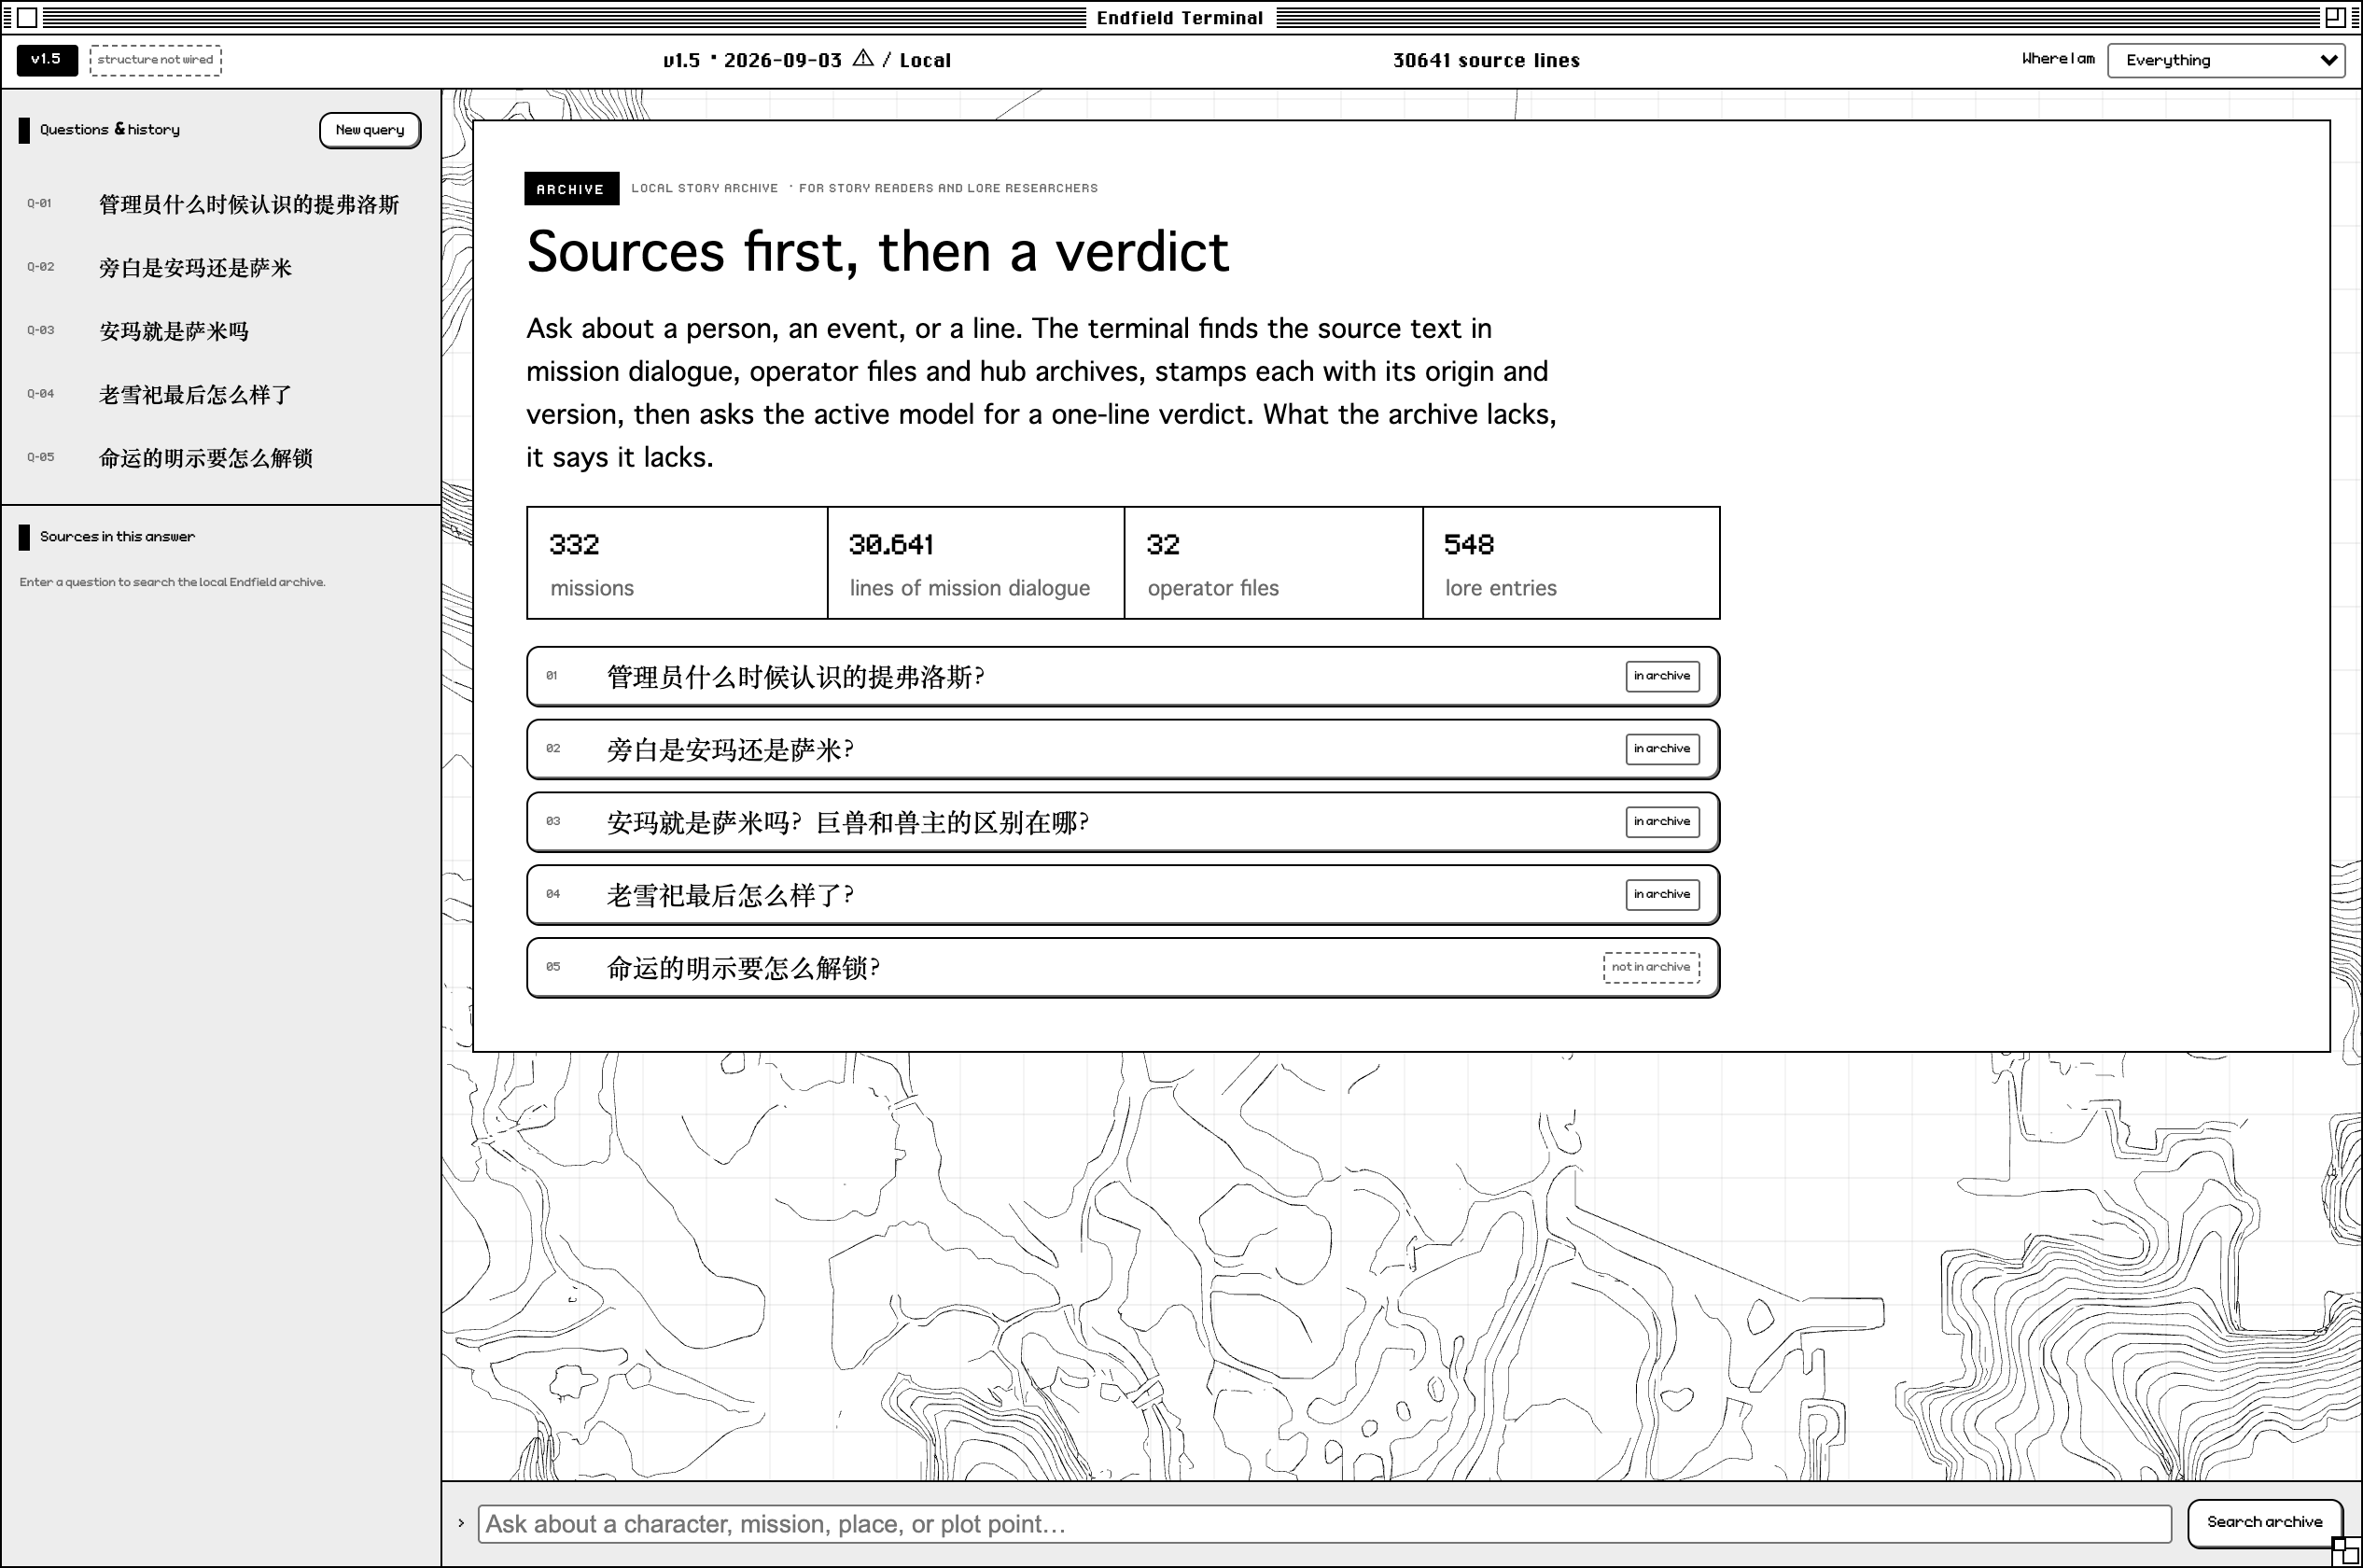 Endfield Terminal
v1.5
structure not wired
v1.5 · 2026-09-03 ⚠ / Local
30641 source lines
Where I am
Everything
Questions & history
New query
Q-01 管理员什么时候认识的提弗洛斯
Q-02 旁白是安玛还是萨米
Q-03 安玛就是萨米吗
Q-04 老雪祀最后怎么样了
Q-05 命运的明示要怎么解锁
Sources in this answer
Enter a question to search the local Endfield archive.
ARCHIVE
LOCAL STORY ARCHIVE · FOR STORY READERS AND LORE RESEARCHERS
Sources first, then a verdict
Ask about a person, an event, or a line. The terminal finds the source text in
mission dialogue, operator files and hub archives, stamps each with its origin and
version, then asks the active model for a one-line verdict. What the archive lacks,
it says it lacks.
332
missions
30,641
lines of mission dialogue
32
operator files
548
lore entries
01 管理员什么时候认识的提弗洛斯? in archive
02 旁白是安玛还是萨米? in archive
03 安玛就是萨米吗? 巨兽和兽主的区别在哪? in archive
04 老雪祀最后怎么样了? in archive
05 命运的明示要怎么解锁? not in archive
› Ask about a character, mission, place, or plot point…
Search archive